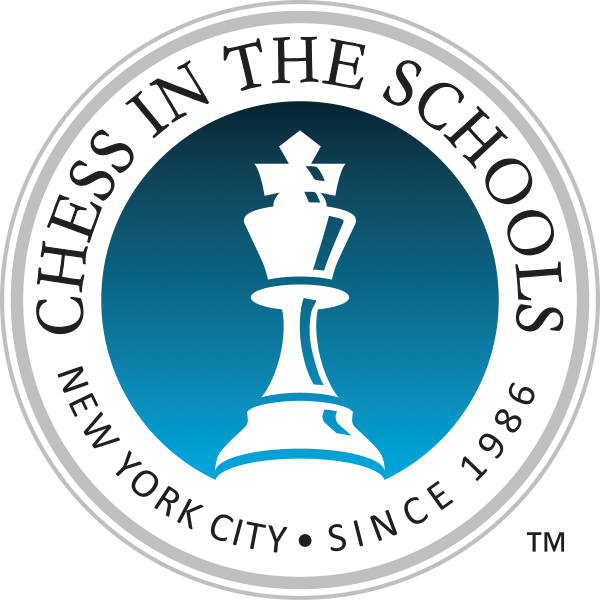 CHESS IN THE SCHOOLS
NEW YORK CITY • SINCE 1986
TM